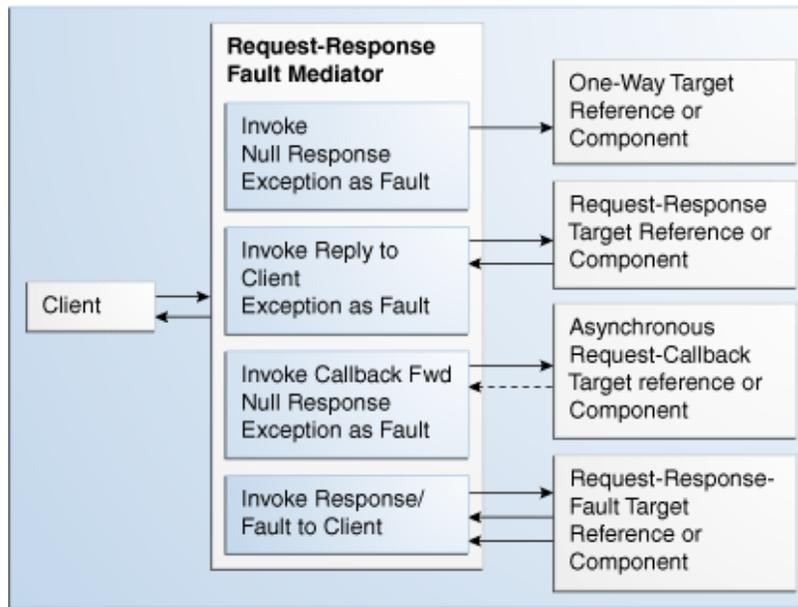 Request-Response
Fault Mediator
Invoke
Null Response
Exception as Fault
Invoke Reply to
Client
Exception as Fault
Invoke Callback Fwd
Null Response
Exception as Fault
Invoke Response/
Fault to Client
Client
One-Way Target
Reference or
Component
Request-Response
Target Reference or
Component
Asynchronous
Request-Callback
Target reference or
Component
Request-Response-
Fault Target
Reference or
Component